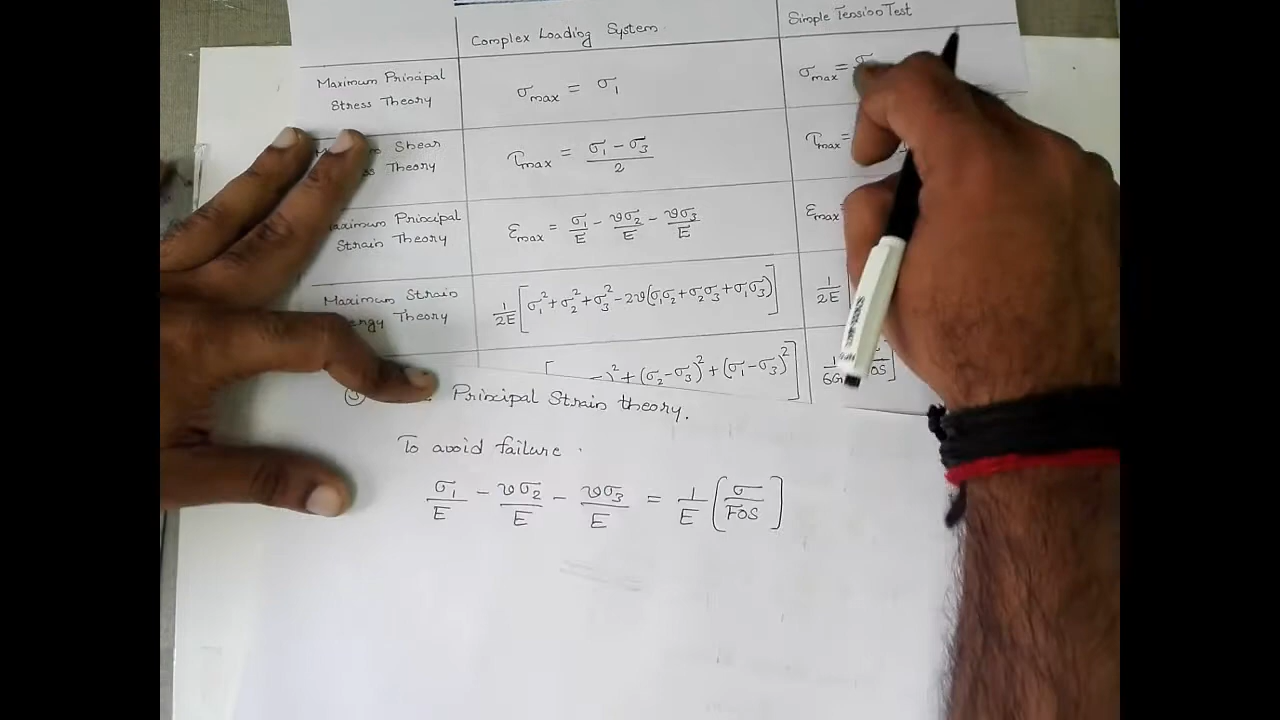 Complex Loading System
Simple Tension Test
Maximum Principal
Stress Theory
σmax = σ1
σmax =
Shear
Theory
τmax = (σ1 - σ3)/2
τmax=
Maximum Principal
Strain Theory
εmax = σ1/E - νσ2/E - νσ3/E
εmax=
Maximum Strain
Theory
1/2E [σ1² + σ2² + σ3² - 2ν(σ1σ2 + σ2σ3 + σ1σ3)]
1/2E
)² + (σ2 - σ3)² + (σ1 - σ3)²]
1/6G
Principal Strain theory.
To avoid failure.
σ1/E - νσ2/E - νσ3/E = 1/E [σ/FOS]